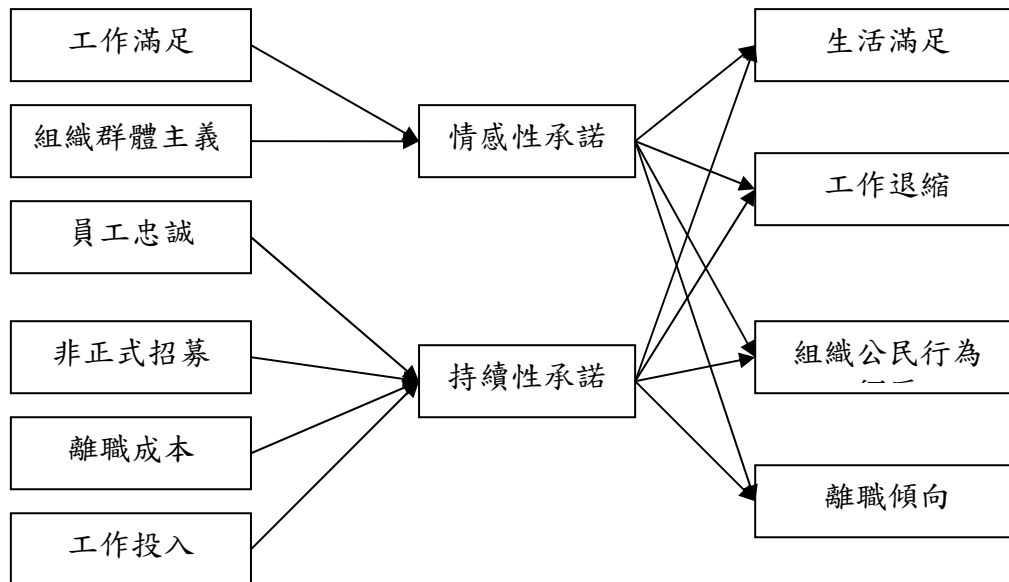 工作滿足
組織群體主義
員工忠誠
非正式招募
離職成本
工作投入
情感性承諾
持續性承諾
生活滿足
工作退縮
組織公民行為
離職傾向